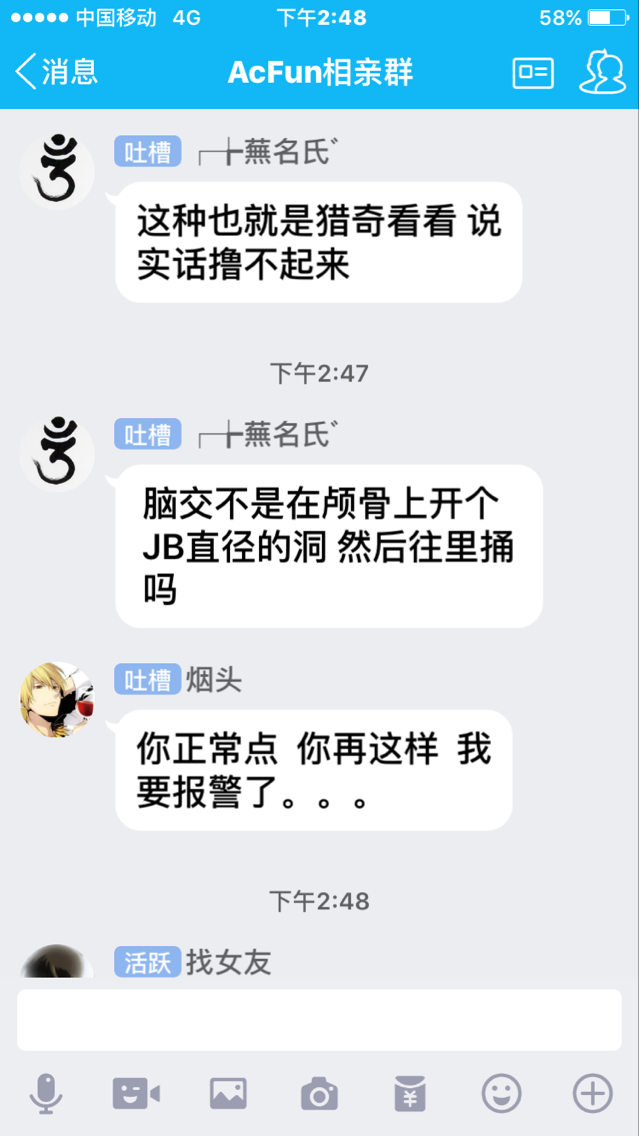 中国移动 4G 下午2:48 58%
消息 AcFun相亲群
吐槽 ┌─┾蕪名氏ﾞ
这种也就是猎奇看看 说
实话撸不起来
下午2:47
吐槽 ┌─┾蕪名氏ﾞ
脑交不是在颅骨上开个
JB直径的洞 然后往里捅
吗
吐槽 烟头
你正常点 你再这样 我
要报警了。。。
下午2:48
活跃 找女友